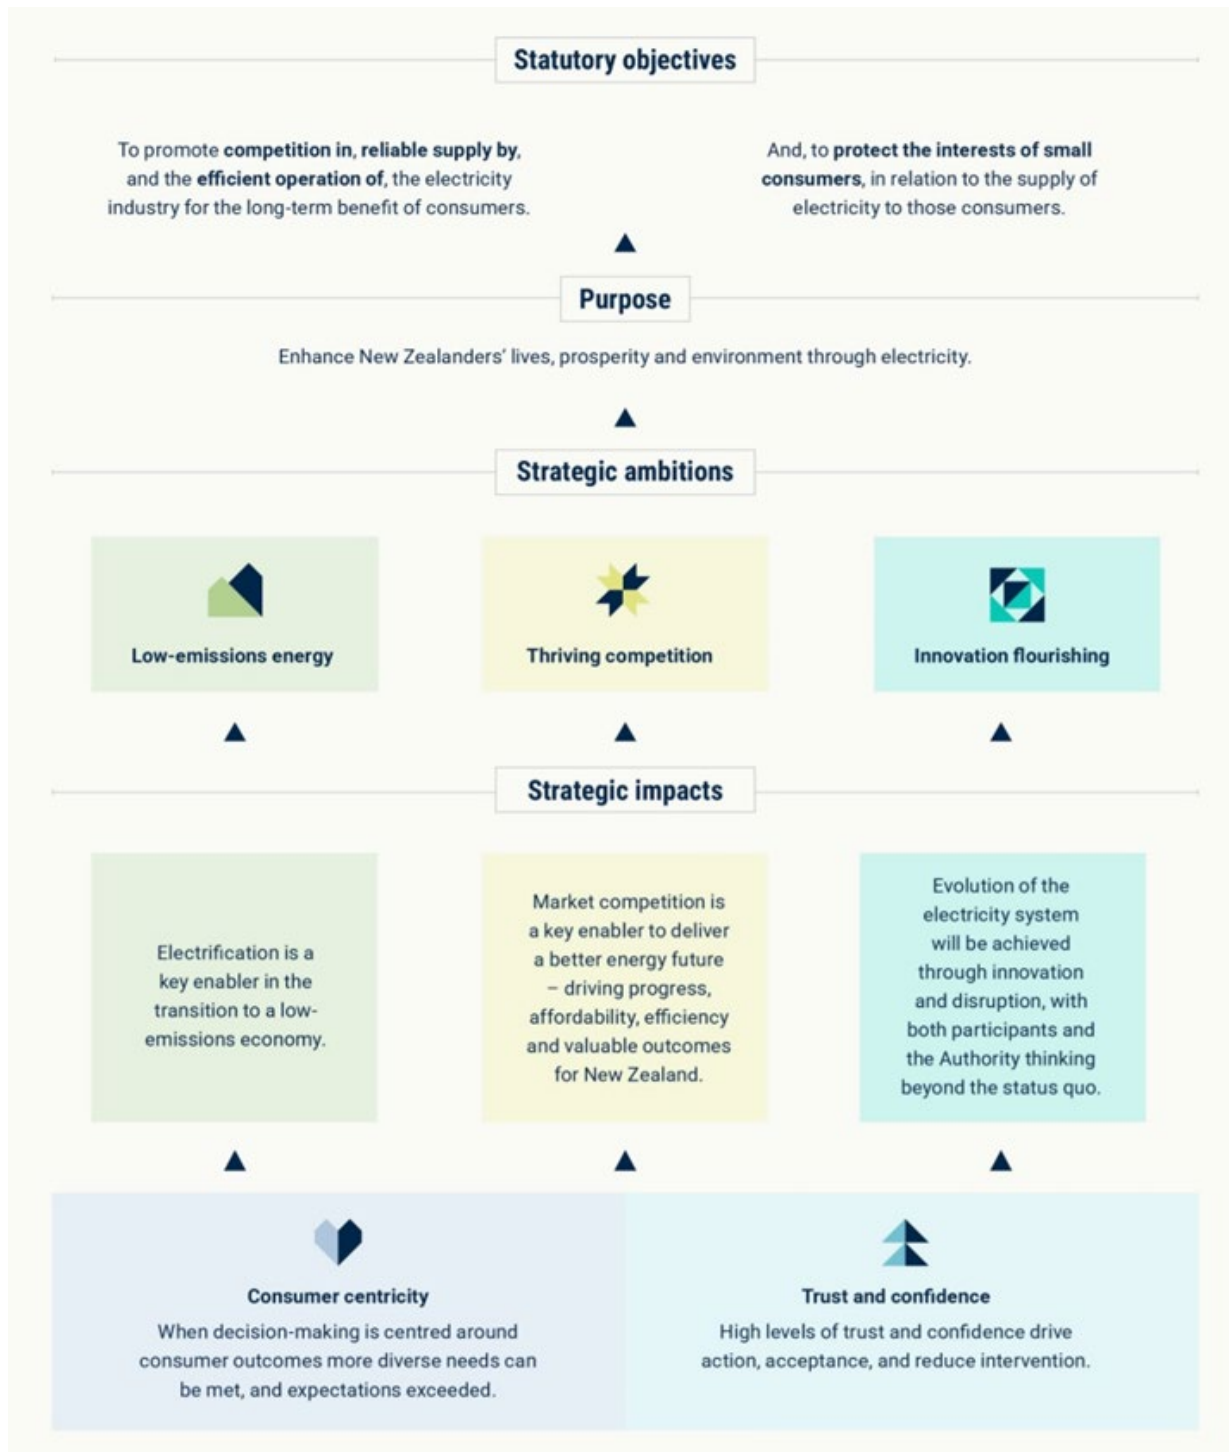 Statutory objectives
To promote competition in, reliable supply by,
and the efficient operation of, the electricity
industry for the long-term benefit of consumers.
And, to protect the interests of small
consumers, in relation to the supply of
electricity to those consumers.
Purpose
Enhance New Zealanders’ lives, prosperity and environment through electricity.
Strategic ambitions
Low-emissions energy
Thriving competition
Innovation flourishing
Strategic impacts
Electrification is a
key enabler in the
transition to a low-
emissions economy.
Market competition is
a key enabler to deliver
a better energy future
– driving progress,
affordability, efficiency
and valuable outcomes
for New Zealand.
Evolution of the
electricity system
will be achieved
through innovation
and disruption, with
both participants and
the Authority thinking
beyond the status quo.
Consumer centricity
When decision-making is centred around
consumer outcomes more diverse needs can
be met, and expectations exceeded.
Trust and confidence
High levels of trust and confidence drive
action, acceptance, and reduce intervention.